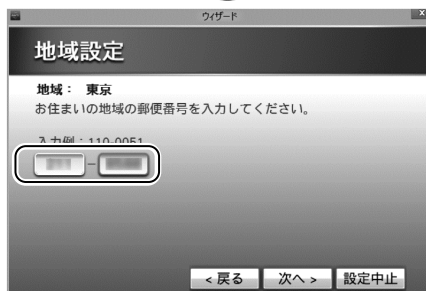 ウィザード
地域設定
地域： 東京
お住まいの地域の郵便番号を入力してください。
入力例：110-0051
-
< 戻る 次へ > 設定中止